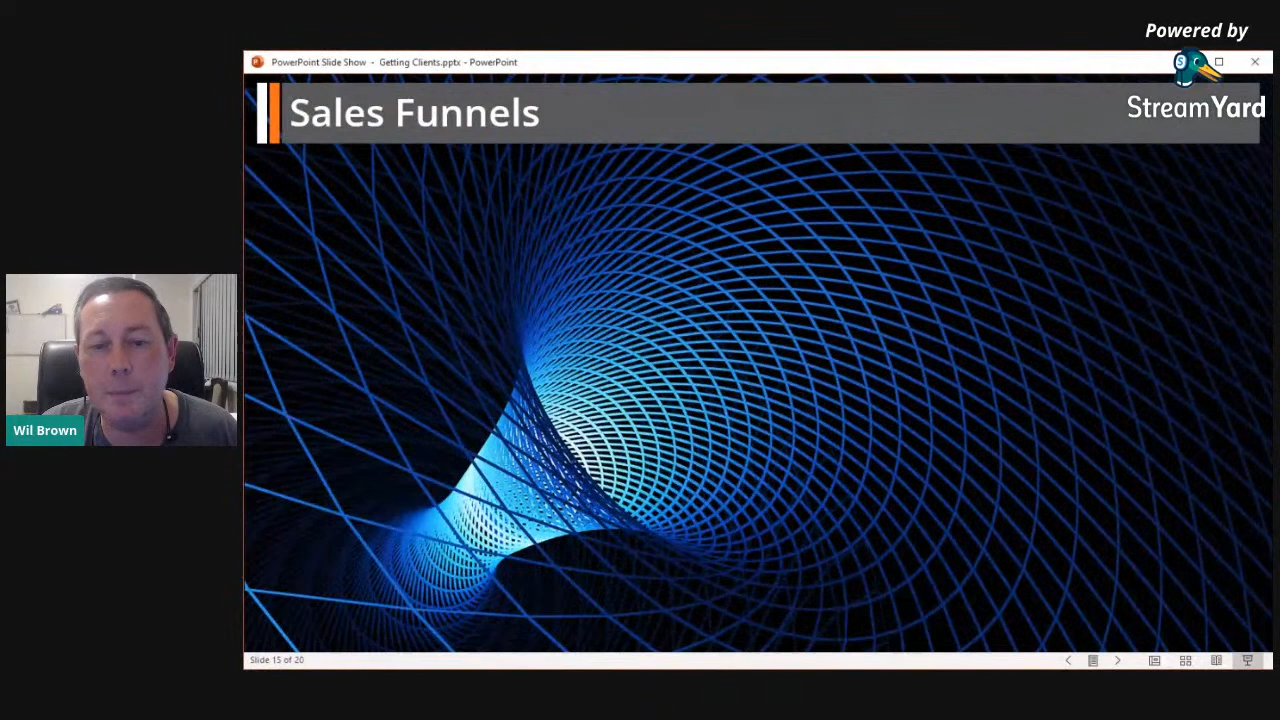 Powered by
StreamYard
PowerPoint Slide Show - Getting Clients.pptx - PowerPoint
Sales Funnels
Wil Brown
Slide 15 of 20